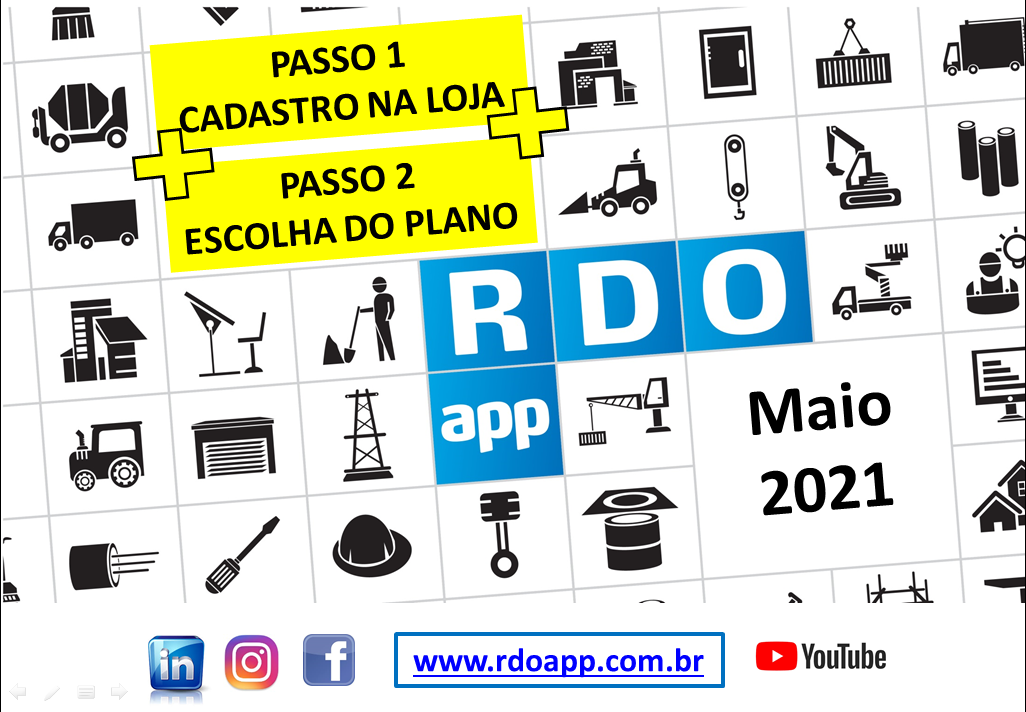 PASSO 1
CADASTRO NA LOJA
PASSO 2
ESCOLHA DO PLANO
RDO
app
Maio
2021
in
f
www.rdoapp.com.br
YouTube